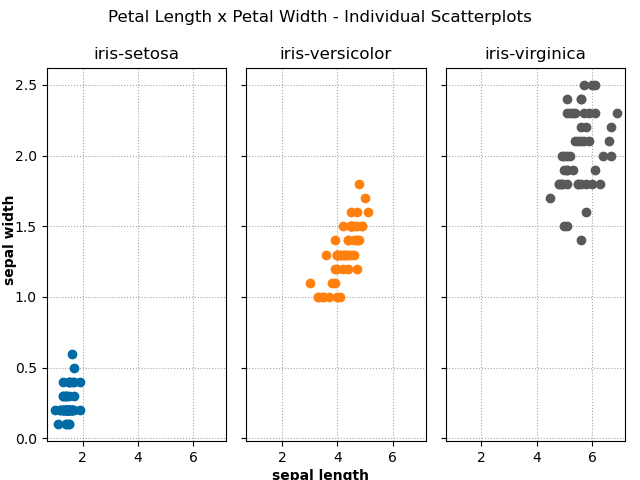 Petal Length x Petal Width - Individual Scatterplots
iris-setosa
iris-versicolor
iris-virginica
2.5
2.0
1.5
1.0
0.5
0.0
sepal width
2 4 6
2 4 6
2 4 6
sepal length